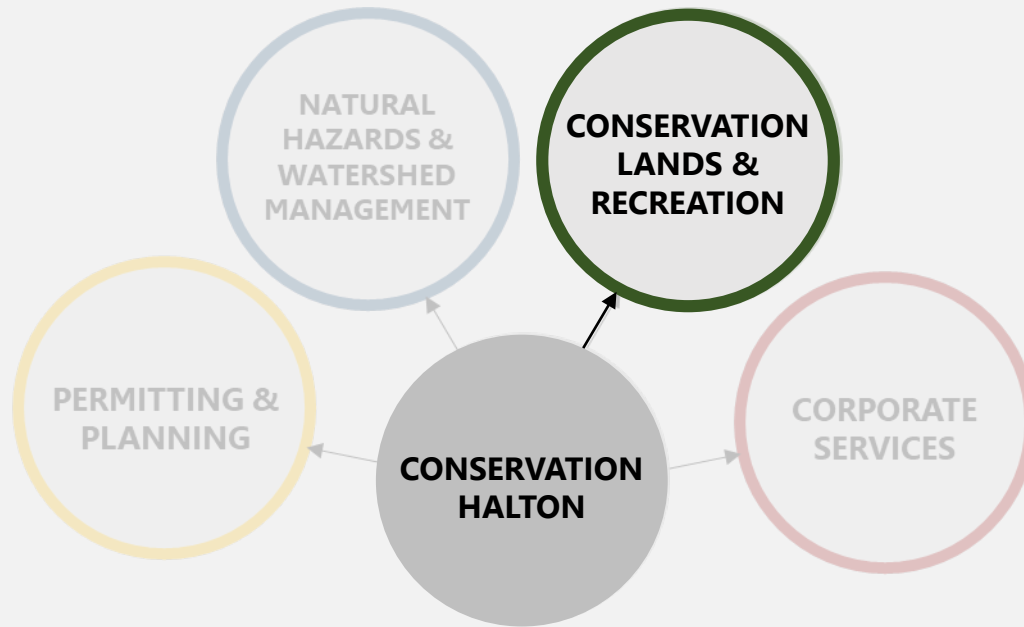 NATURAL
HAZARDS &
WATERSHED
MANAGEMENT
CONSERVATION
LANDS &
RECREATION
PERMITTING &
PLANNING
CORPORATE
SERVICES
CONSERVATION
HALTON